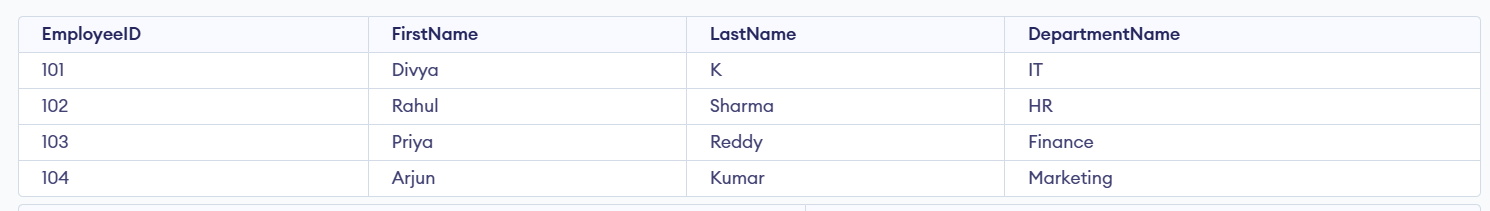 EmployeeID FirstName LastName DepartmentName
101 Divya K IT
102 Rahul Sharma HR
103 Priya Reddy Finance
104 Arjun Kumar Marketing